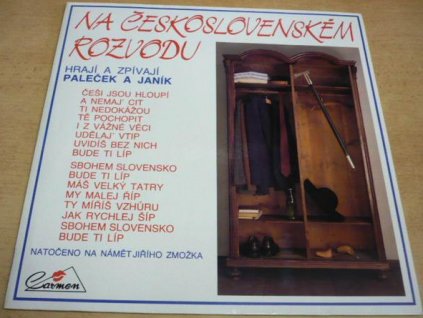 NA ČESKOSLOVENSKÉM
ROZVODU
HRAJÍ A ZPÍVAJÍ
PALEČEK A JANÍK
ČEŠI JSOU HLOUPÍ
A NEMAJ' CIT
TI NEDOKÁŽOU
TĚ POCHOPIT
I Z VÁŽNÉ VĚCI
UDĚLAJ' VTIP
UVIDÍŠ BEZ NICH
BUDE TI LÍP
SBOHEM SLOVENSKO
BUDE TI LÍP
MÁŠ VELKÝ TATRY
MY MALEJ ŘÍP
TY MÍŘÍŠ VZHŮRU
JAK RYCHLEJ ŠÍP
SBOHEM SLOVENSKO
BUDE TI LÍP
NATOČENO NA NÁMĚT JIŘÍHO ZMOŽKA
Carmen